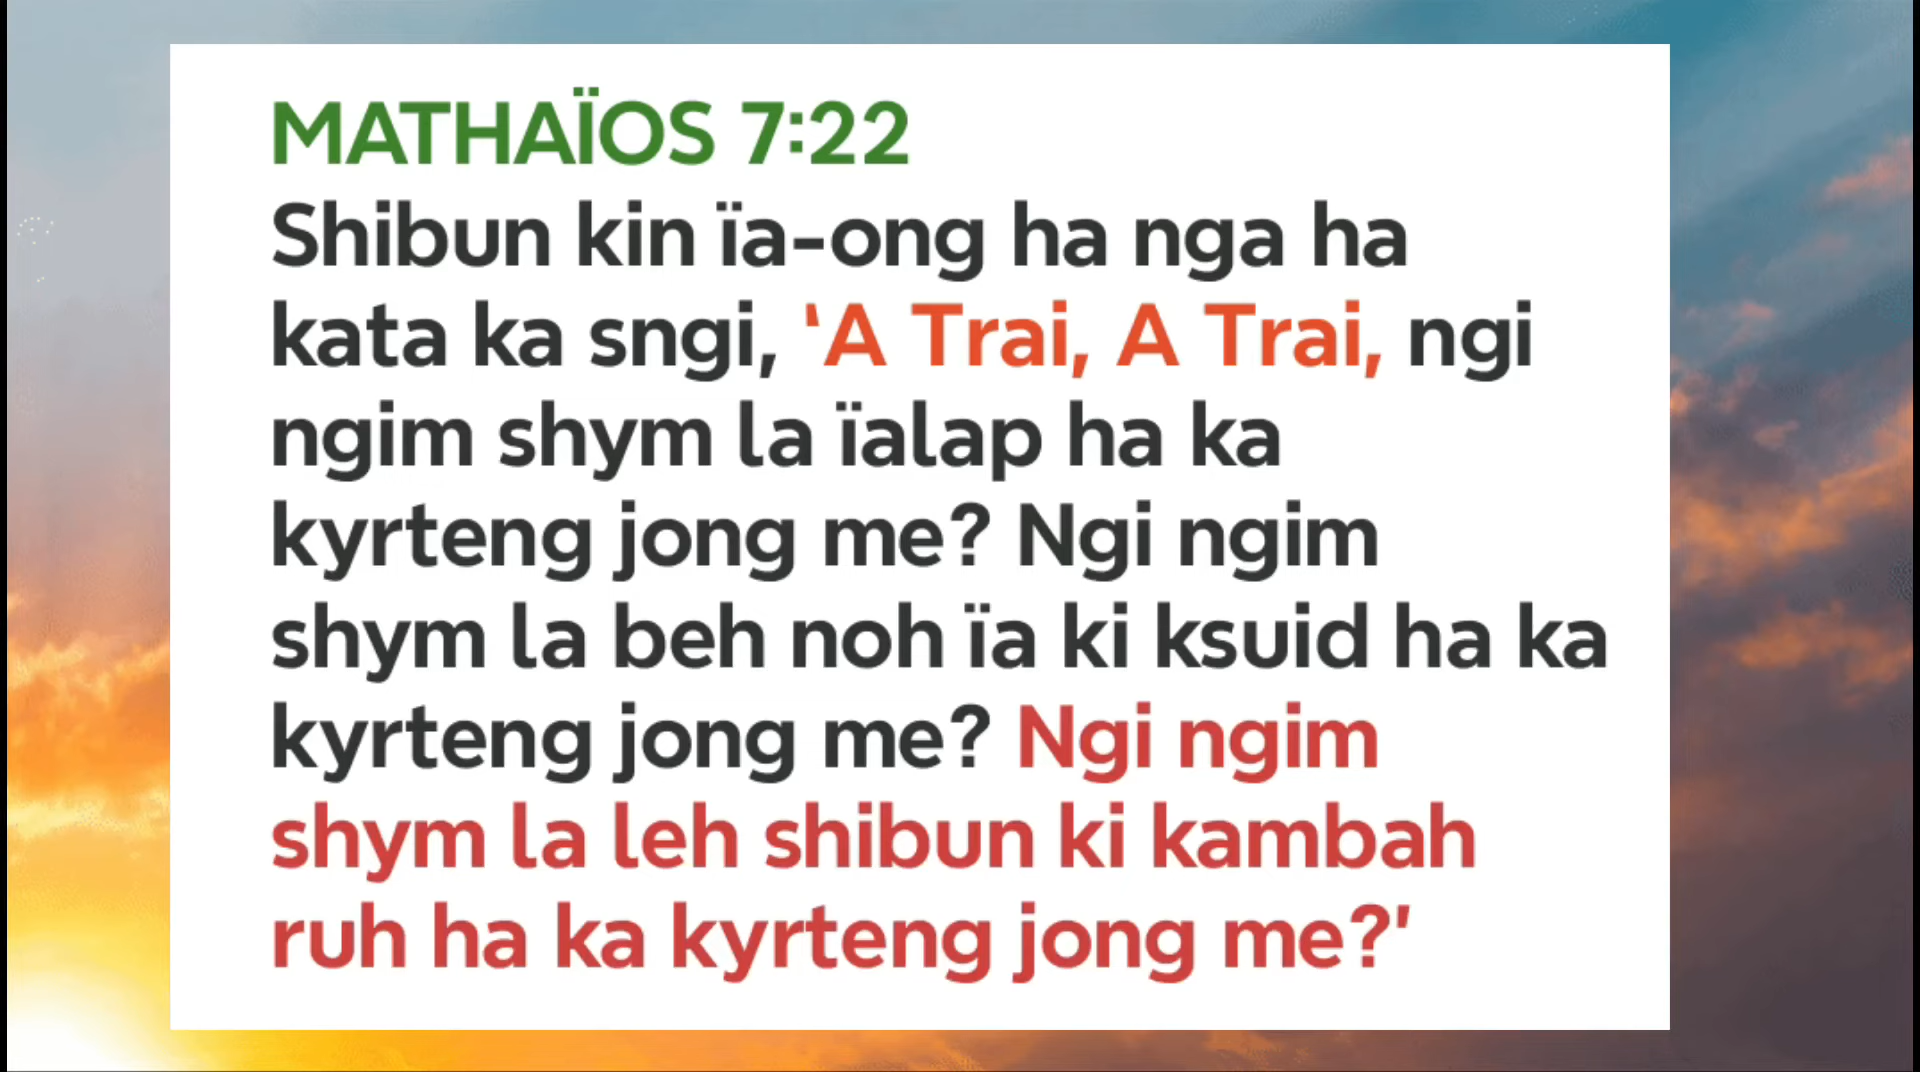 MATHAÏOS 7:22
Shibun kin ïa-ong ha nga ha
kata ka sngi, ‘A Trai, A Trai, ngi
ngim shym la ïalap ha ka
kyrteng jong me? Ngi ngim
shym la beh noh ïa ki ksuid ha ka
kyrteng jong me? Ngi ngim
shym la leh shibun ki kambah
ruh ha ka kyrteng jong me?’